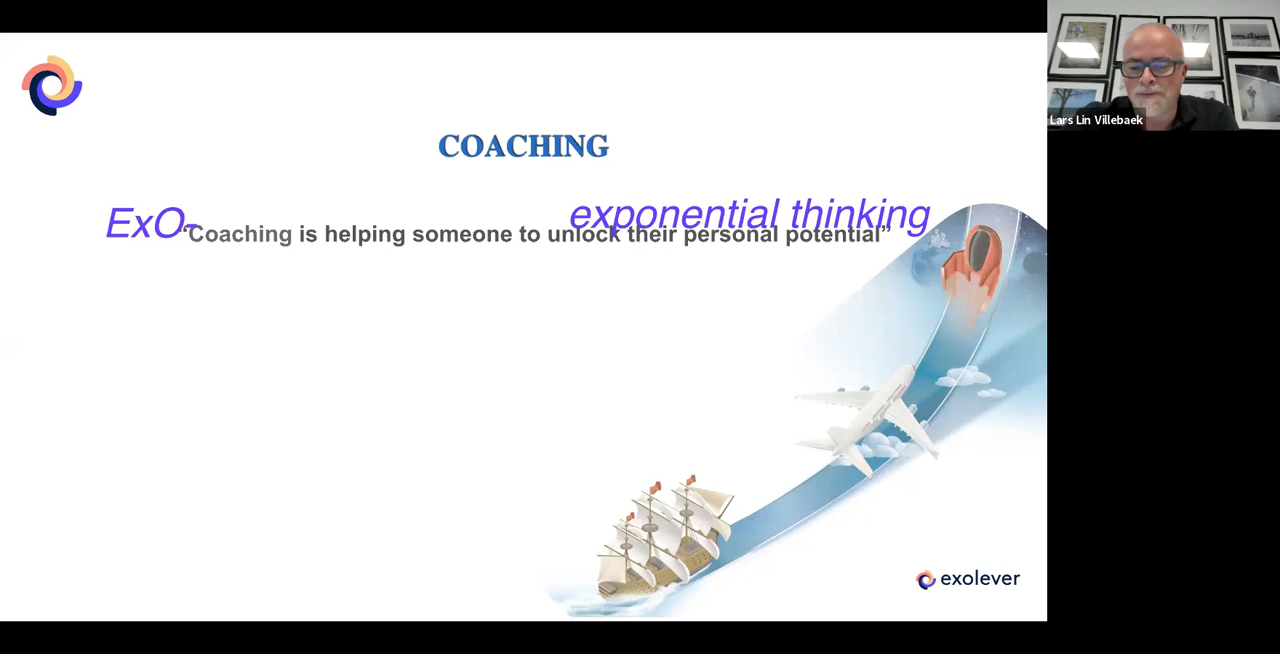 COACHING
ExO-
exponential thinking
“Coaching is helping someone to unlock their personal potential”
exolever
Lars Lin Villebaek